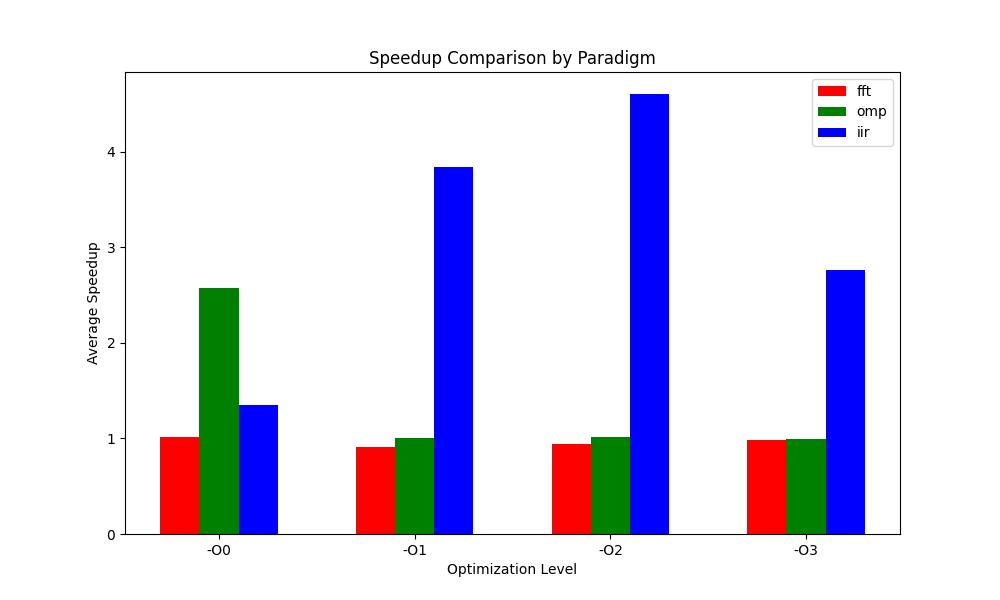 Speedup Comparison by Paradigm
fft
omp
iir
4
3
2
1
0
Average Speedup
-O0 -O1 -O2 -O3
Optimization Level